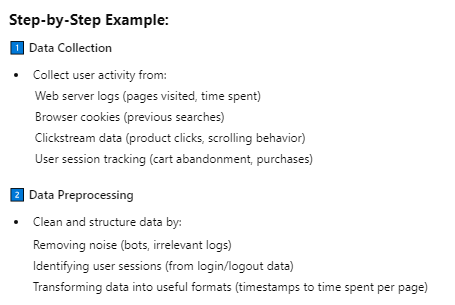 Step-by-Step Example:
1 Data Collection
• Collect user activity from:
Web server logs (pages visited, time spent)
Browser cookies (previous searches)
Clickstream data (product clicks, scrolling behavior)
User session tracking (cart abandonment, purchases)
2 Data Preprocessing
• Clean and structure data by:
Removing noise (bots, irrelevant logs)
Identifying user sessions (from login/logout data)
Transforming data into useful formats (timestamps to time spent per page)